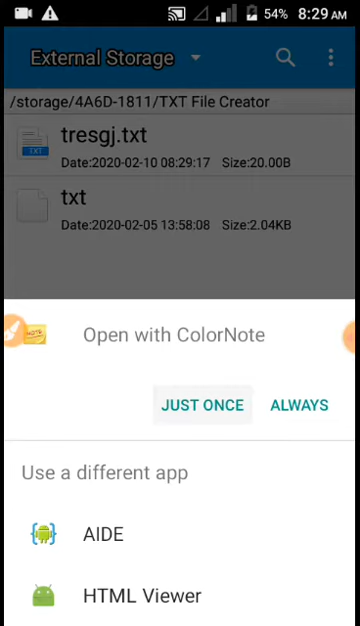 54% 8:29 AM
External Storage
/storage/4A6D-1811/TXT File Creator
tresgj.txt
TXT
Date:2020-02-10 08:29:17 Size:20.00B
txt
Date:2020-02-05 13:58:08 Size:2.04KB
NOTE
Open with ColorNote
JUST ONCE ALWAYS
Use a different app
AIDE
HTML Viewer